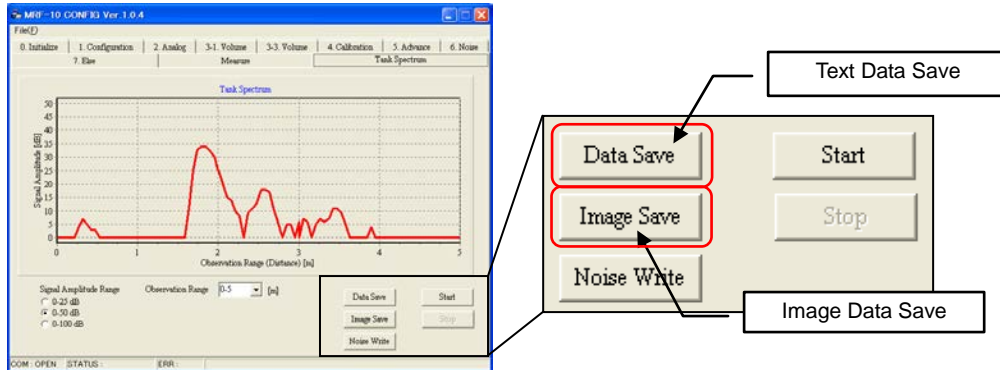 MRF-10 CONFIG Ver.1.0.4
File(F)
0. Initialize 1. Configuration 2. Analog 3-1. Volume 3-3. Volume 4. Calibration 5. Advance 6. Noise
7. Else Measure Tank Spectrum
Tank Spectrum
Signal Amplitude [dB]
50
45
40
35
30
25
20
15
10
5
0
0 1 2 3 4 5
Observation Range (Distance) [m]
Signal Amplitude Range
0-25 dB
0-50 dB
0-100 dB
Observation Range 0-5 [m]
Data Save Start
Image Save Stop
Noise Write
COM : OPEN STATUS : ERR :
Text Data Save
Data Save Start
Image Save Stop
Noise Write
Image Data Save